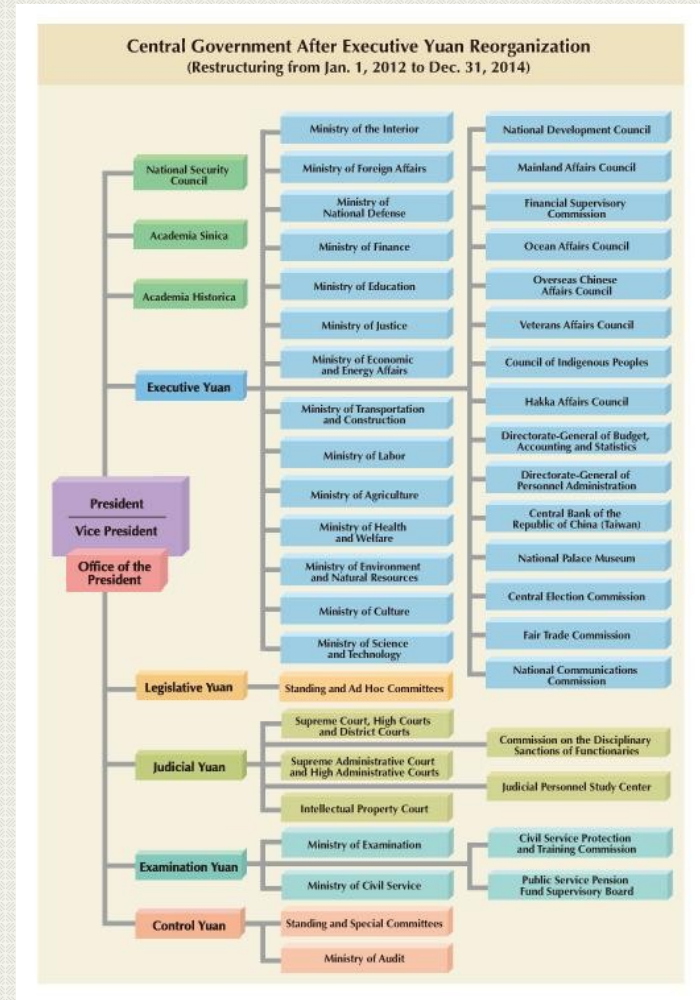 Central Government After Executive Yuan Reorganization
(Restructuring from Jan. 1, 2012 to Dec. 31, 2014)
National Security
Council
Academia Sinica
Academia Historica
Executive Yuan
President
Vice President
Office of the
President
Legislative Yuan
Judicial Yuan
Examination Yuan
Control Yuan
Ministry of the Interior
Ministry of Foreign Affairs
Ministry of
National Defense
Ministry of Finance
Ministry of Education
Ministry of Justice
Ministry of Economic
and Energy Affairs
Ministry of Transportation
and Construction
Ministry of Labor
Ministry of Agriculture
Ministry of Health
and Welfare
Ministry of Environment
and Natural Resources
Ministry of Culture
Ministry of Science
and Technology
Standing and Ad Hoc Committees
Supreme Court, High Courts
and District Courts
Supreme Administrative Court
and High Administrative Courts
Intellectual Property Court
Ministry of Examination
Ministry of Civil Service
Standing and Special Committees
Ministry of Audit
National Development Council
Mainland Affairs Council
Financial Supervisory
Commission
Ocean Affairs Council
Overseas Chinese
Affairs Council
Veterans Affairs Council
Council of Indigenous Peoples
Hakka Affairs Council
Directorate-General of Budget,
Accounting and Statistics
Directorate-General of
Personnel Administration
Central Bank of the
Republic of China (Taiwan)
National Palace Museum
Central Election Commission
Fair Trade Commission
National Communications
Commission
Commission on the Disciplinary
Sanctions of Functionaries
Judicial Personnel Study Center
Civil Service Protection
and Training Commission
Public Service Pension
Fund Supervisory Board